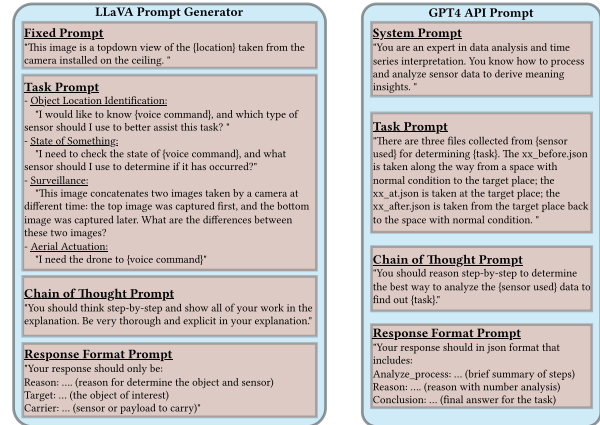 LLaVA Prompt Generator
Fixed Prompt
"This image is a topdown view of the {location} taken from the
camera installed on the ceiling. "
Task Prompt
- Object Location Identification:
"I would like to know {voice command}, and which type of
sensor should I use to better assist this task? "
- State of Something:
"I need to check the state of {voice command}, and what
sensor should I use to determine if it has occurred?"
- Surveillance:
"This image concatenates two images taken by a camera at
different time: the top image was captured first, and the bottom
image was captured later. What are the differences between
these two images?
- Aerial Actuation:
"I need the drone to {voice command}"
Chain of Thought Prompt
"You should think step-by-step and show all of your work in the
explanation. Be very thorough and explicit in your explanation."
Response Format Prompt
"Your response should only be:
Reason: .... (reason for determine the object and sensor)
Target: ... (the object of interest)
Carrier: ... (sensor or payload to carry)"
GPT4 API Prompt
System Prompt
"You are an expert in data analysis and time
series interpretation. You know how to process
and analyze sensor data to derive meaning
insights. "
Task Prompt
"There are three files collected from {sensor
used} for determining {task}. The xx_before.json
is taken along the way from a space with
normal condition to the target place; the
xx_at.json is taken at the target place; the
xx_after.json is taken from the target place back
to the space with normal condition. "
Chain of Thought Prompt
"You should reason step-by-step to determine
the best way to analyze the {sensor used} data to
find out {task}."
Response Format Prompt
"Your response should in json format that
includes:
Analyze_process: ... (brief summary of steps)
Reason: .... (reason with number analysis)
Conclusion: ... (final answer for the task)